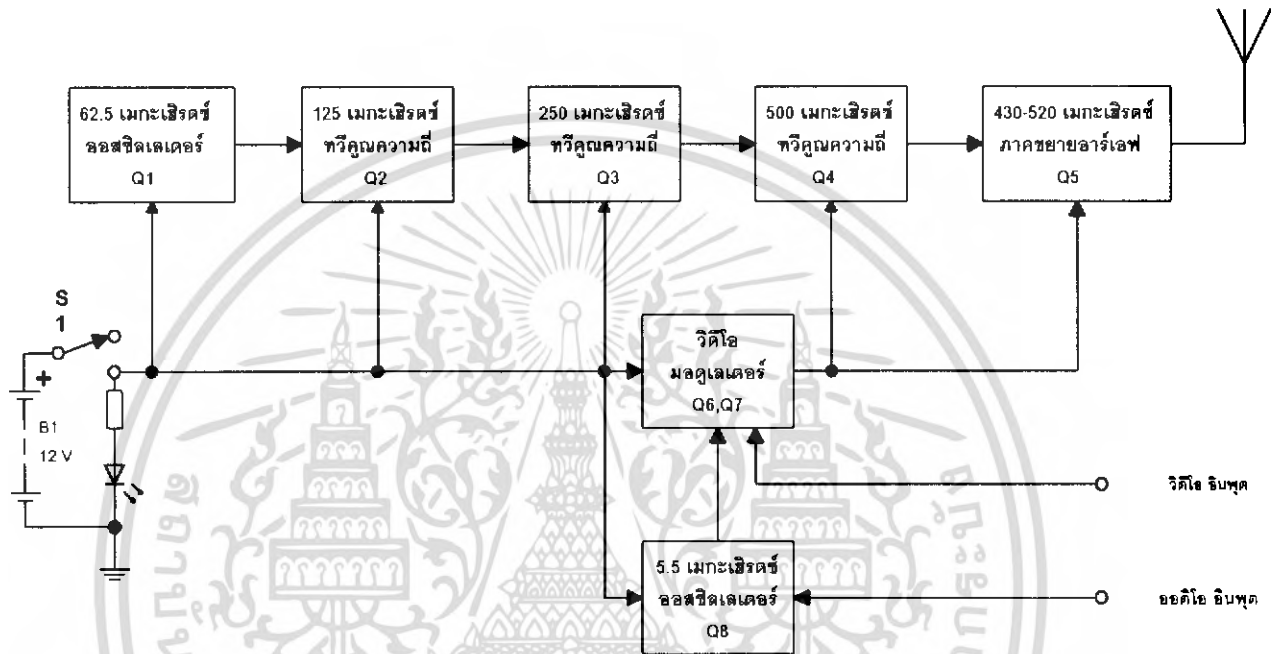 62.5 เมกะเฮิรตซ์
ออสซิลเลเตอร์
Q1
125 เมกะเฮิรตซ์
ทวีคูณความถี่
Q2
250 เมกะเฮิรตซ์
ทวีคูณความถี่
Q3
500 เมกะเฮิรตซ์
ทวีคูณความถี่
Q4
430-520 เมกะเฮิรตซ์
ภาคขยายอาร์เอฟ
Q5
S
1
+
B1
12 V
วิดีโอ
มอดูเลเตอร์
Q6,Q7
วิดีโอ อินพุต
5.5 เมกะเฮิรตซ์
ออสซิลเลเตอร์
Q8
ออดิโอ อินพุต